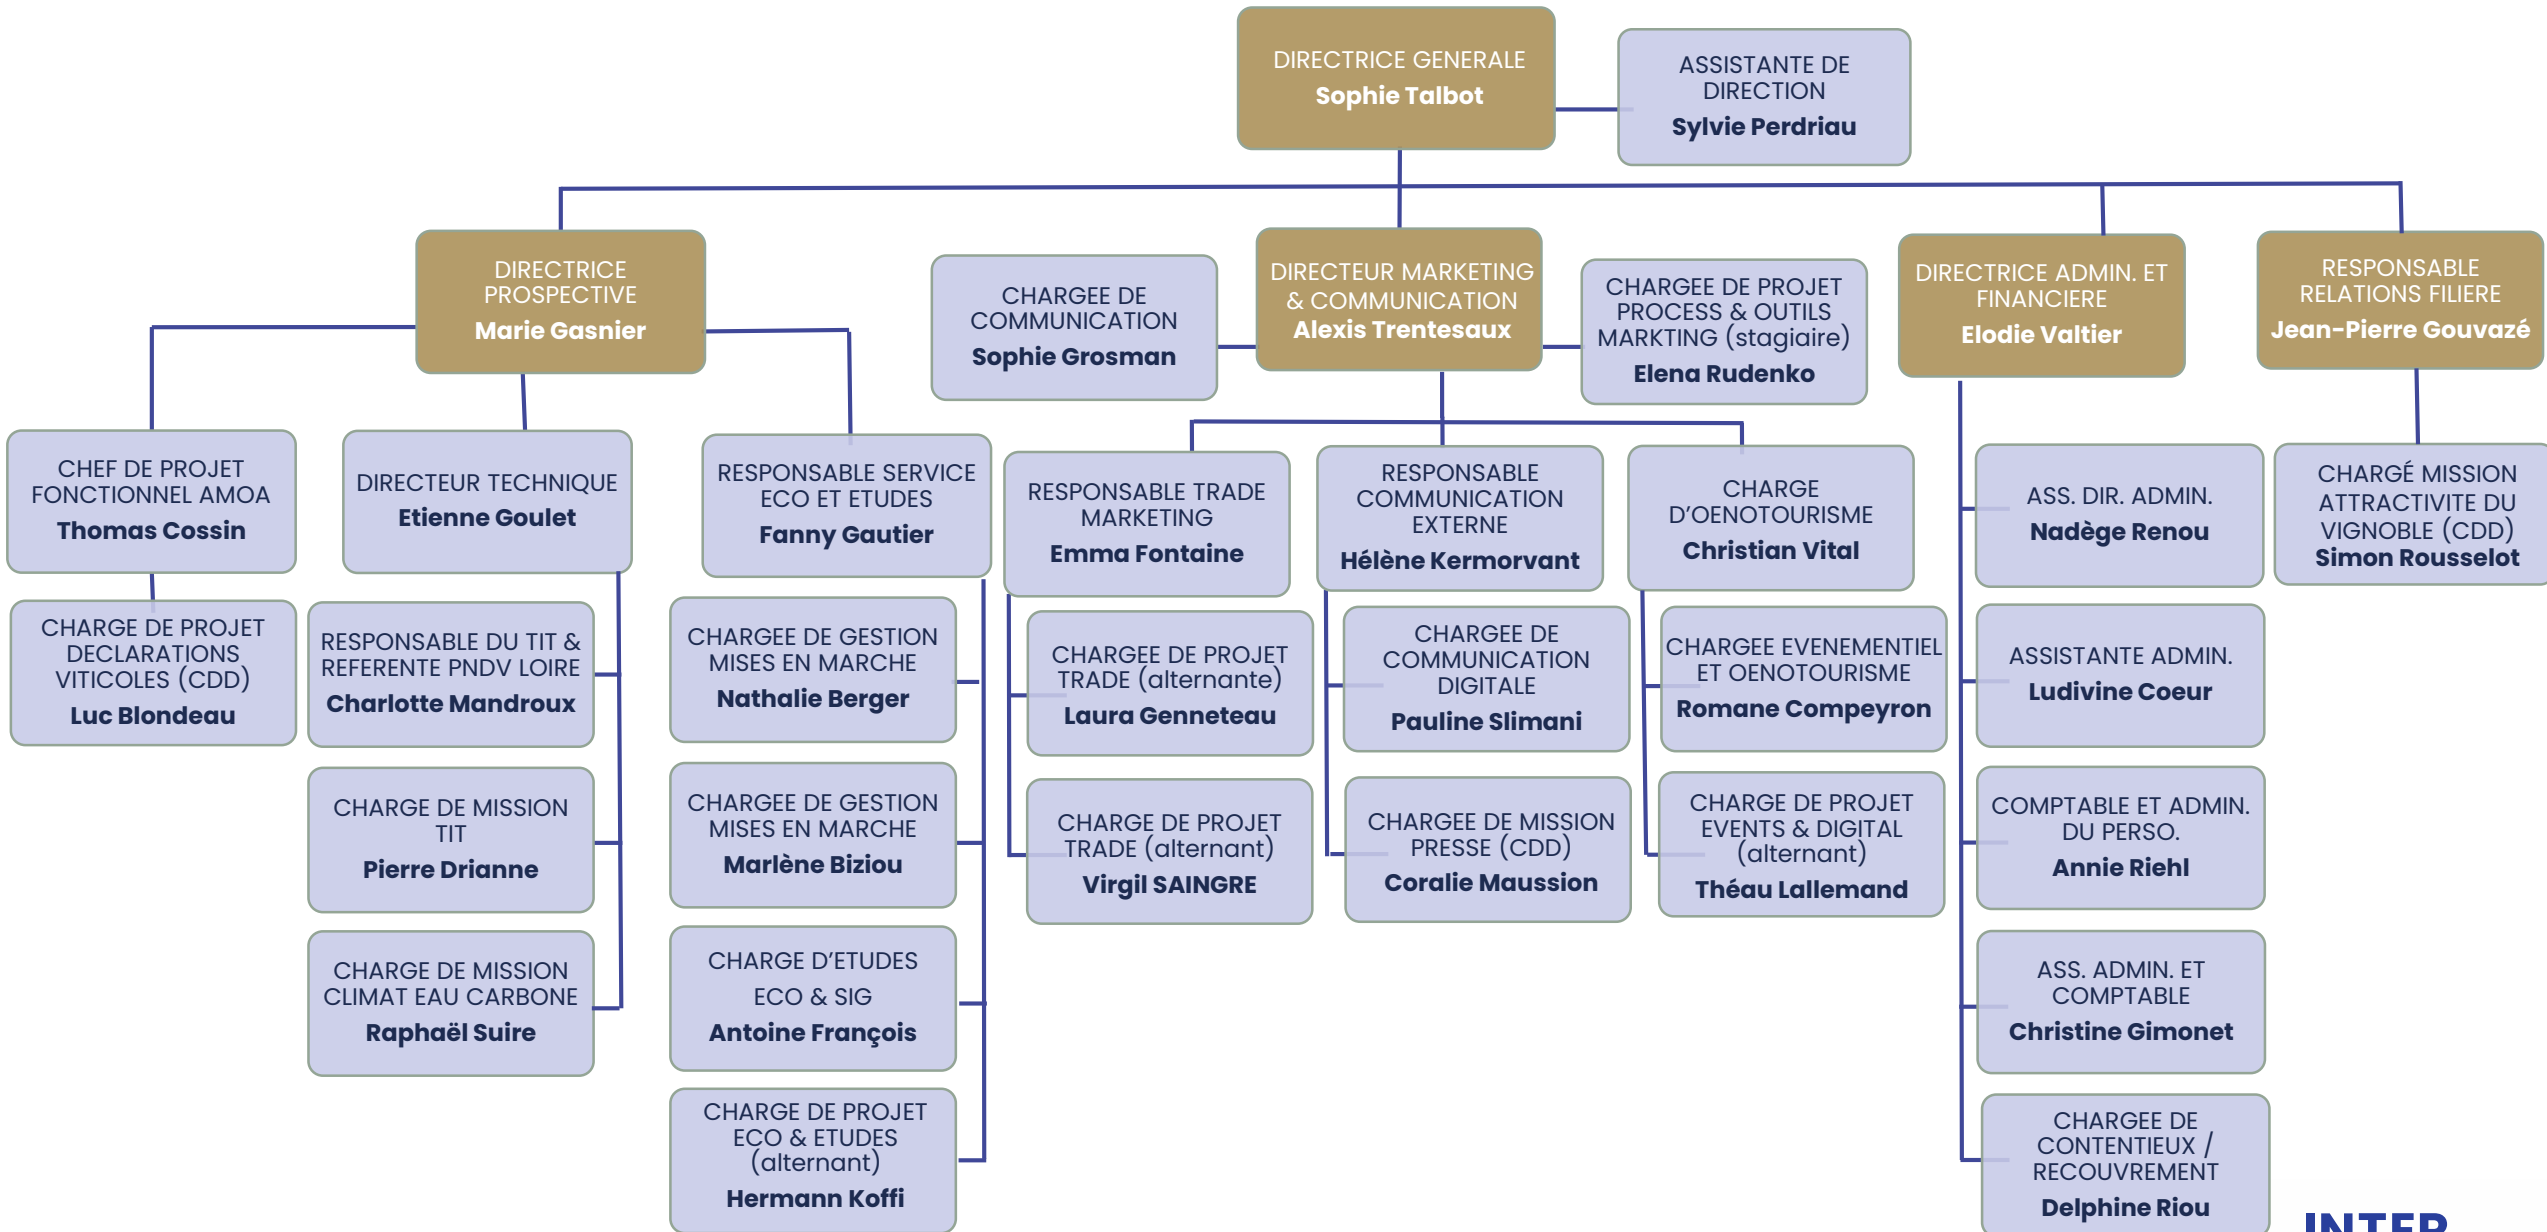 DIRECTRICE GENERALE
Sophie Talbot
ASSISTANTE DE
DIRECTION
Sylvie Perdriau
DIRECTRICE
PROSPECTIVE
Marie Gasnier
CHARGEE DE
COMMUNICATION
Sophie Grosman
DIRECTEUR MARKETING
& COMMUNICATION
Alexis Trentesaux
CHARGEE DE PROJET
PROCESS & OUTILS
MARKTING (stagiaire)
Elena Rudenko
DIRECTRICE ADMIN. ET
FINANCIERE
Elodie Valtier
RESPONSABLE
RELATIONS FILIERE
Jean-Pierre Gouvazé
CHEF DE PROJET
FONCTIONNEL AMOA
Thomas Cossin
DIRECTEUR TECHNIQUE
Etienne Goulet
RESPONSABLE SERVICE
ECO ET ETUDES
Fanny Gautier
RESPONSABLE TRADE
MARKETING
Emma Fontaine
RESPONSABLE
COMMUNICATION
EXTERNE
Hélène Kermorvant
CHARGE
D'OENOTOURISME
Christian Vital
ASS. DIR. ADMIN.
Nadège Renou
CHARGÉ MISSION
ATTRACTIVITE DU
VIGNOBLE (CDD)
Simon Rousselot
CHARGE DE PROJET
DECLARATIONS
VITICOLES (CDD)
Luc Blondeau
RESPONSABLE DU TIT &
REFERENTE PNDV LOIRE
Charlotte Mandroux
CHARGEE DE GESTION
MISES EN MARCHE
Nathalie Berger
CHARGEE DE PROJET
TRADE (alternante)
Laura Genneteau
CHARGEE DE
COMMUNICATION
DIGITALE
Pauline Slimani
CHARGEE EVENEMENTIEL
ET OENOTOURISME
Romane Compeyron
ASSISTANTE ADMIN.
Ludivine Coeur
CHARGE DE MISSION
TIT
Pierre Drianne
CHARGEE DE GESTION
MISES EN MARCHE
Marlène Biziou
CHARGE DE PROJET
TRADE (alternant)
Virgil SAINGRE
CHARGEE DE MISSION
PRESSE (CDD)
Coralie Maussion
CHARGE DE PROJET
EVENTS & DIGITAL
(alternant)
Théau Lallemand
COMPTABLE ET ADMIN.
DU PERSO.
Annie Riehl
CHARGE DE MISSION
CLIMAT EAU CARBONE
Raphaël Suire
CHARGE D'ETUDES
ECO & SIG
Antoine François
ASS. ADMIN. ET
COMPTABLE
Christine Gimonet
CHARGE DE PROJET
ECO & ETUDES
(alternant)
Hermann Koffi
CHARGEE DE
CONTENTIEUX /
RECOUVREMENT
Delphine Riou
INTER